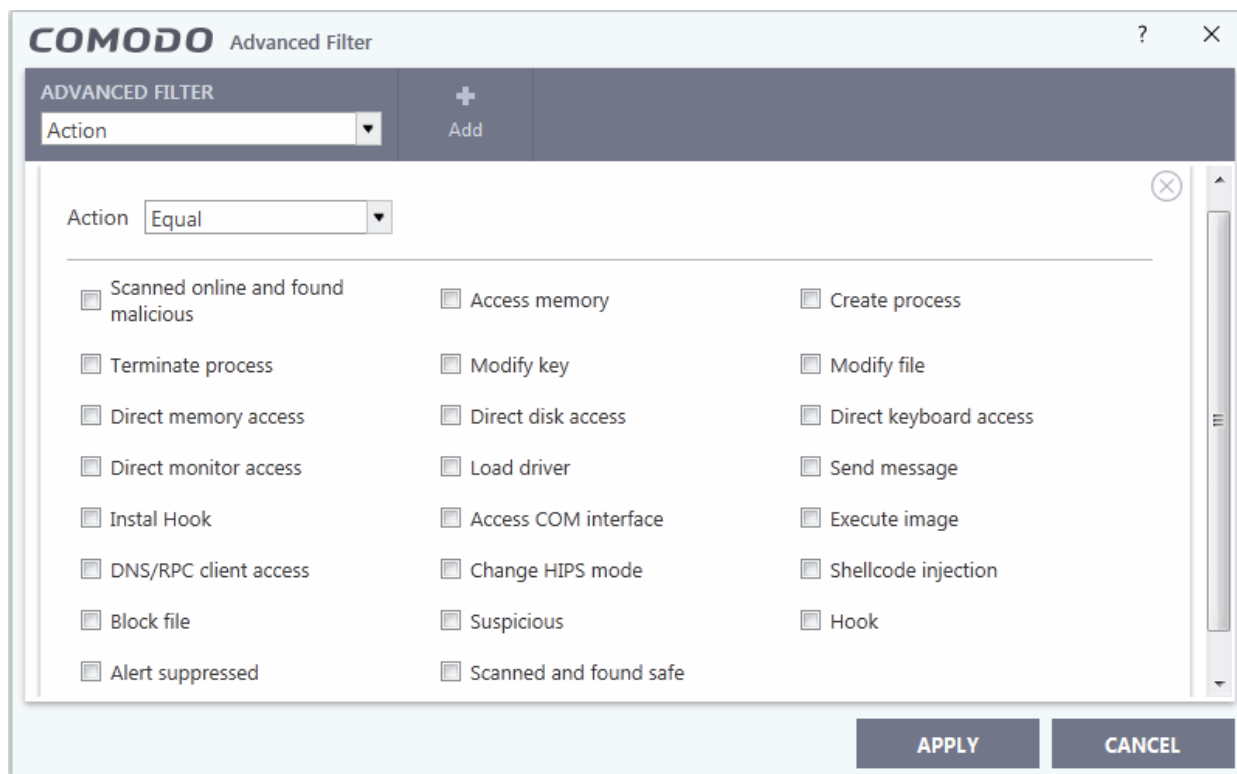 COMODO Advanced Filter ? ×
ADVANCED FILTER
Action
Add
Action Equal
Scanned online and found
malicious
Access memory
Create process
Terminate process
Modify key
Modify file
Direct memory access
Direct disk access
Direct keyboard access
Direct monitor access
Load driver
Send message
Instal Hook
Access COM interface
Execute image
DNS/RPC client access
Change HIPS mode
Shellcode injection
Block file
Suspicious
Hook
Alert suppressed
Scanned and found safe
APPLY
CANCEL